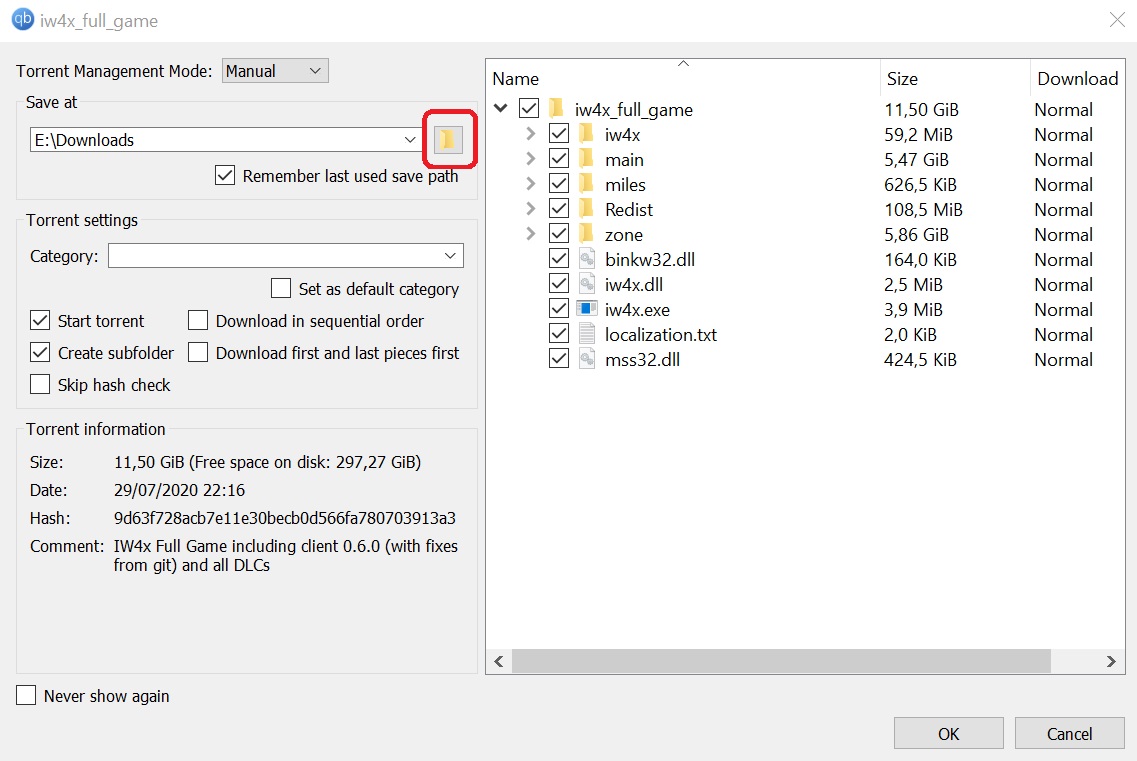 qb iw4x_full_game
Torrent Management Mode: Manual
Save at
E:\Downloads
Remember last used save path
Torrent settings
Category:
Set as default category
Start torrent Download in sequential order
Create subfolder Download first and last pieces first
Skip hash check
Torrent information
Size: 11,50 GiB (Free space on disk: 297,27 GiB)
Date: 29/07/2020 22:16
Hash: 9d63f728acb7e11e30becb0d566fa780703913a3
Comment: IW4x Full Game including client 0.6.0 (with fixes
from git) and all DLCs
Never show again
Name Size Download
iw4x_full_game 11,50 GiB Normal
iw4x 59,2 MiB Normal
main 5,47 GiB Normal
miles 626,5 KiB Normal
Redist 108,5 MiB Normal
zone 5,86 GiB Normal
binkw32.dll 164,0 KiB Normal
iw4x.dll 2,5 MiB Normal
iw4x.exe 3,9 MiB Normal
localization.txt 2,0 KiB Normal
mss32.dll 424,5 KiB Normal
OK Cancel